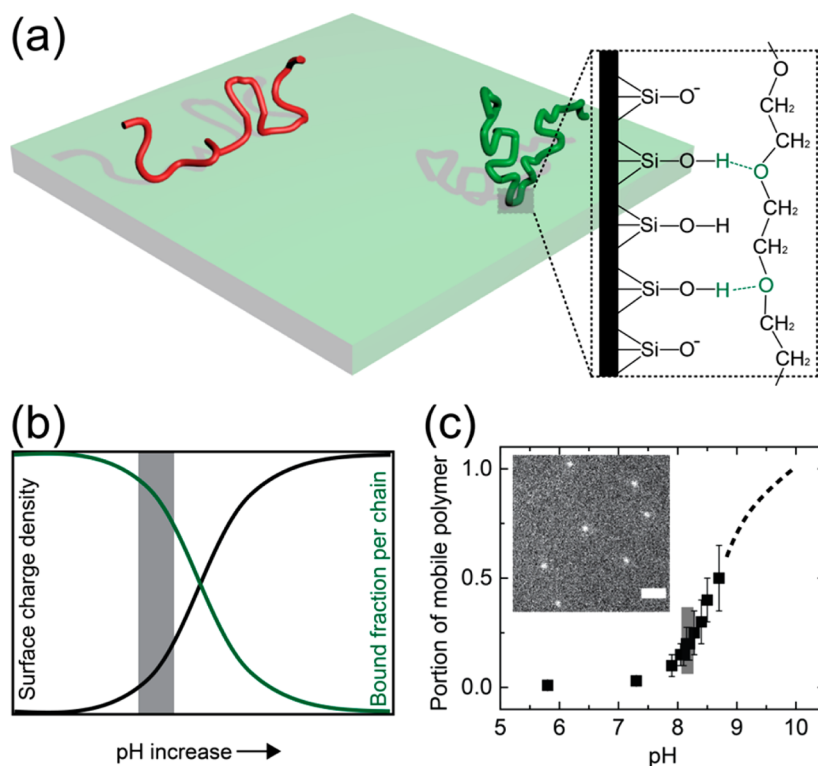 (a)
O
CH₂
Si—O⁻
CH₂
Si—O—H
O
CH₂
Si—O—H
CH₂
Si—O—H
O
CH₂
Si—O⁻
CH₂
(b)
Surface charge density
Bound fraction per chain
pH increase
(c)
Portion of mobile polymer
1.0
0.5
0.0
5 6 7 8 9 10
pH